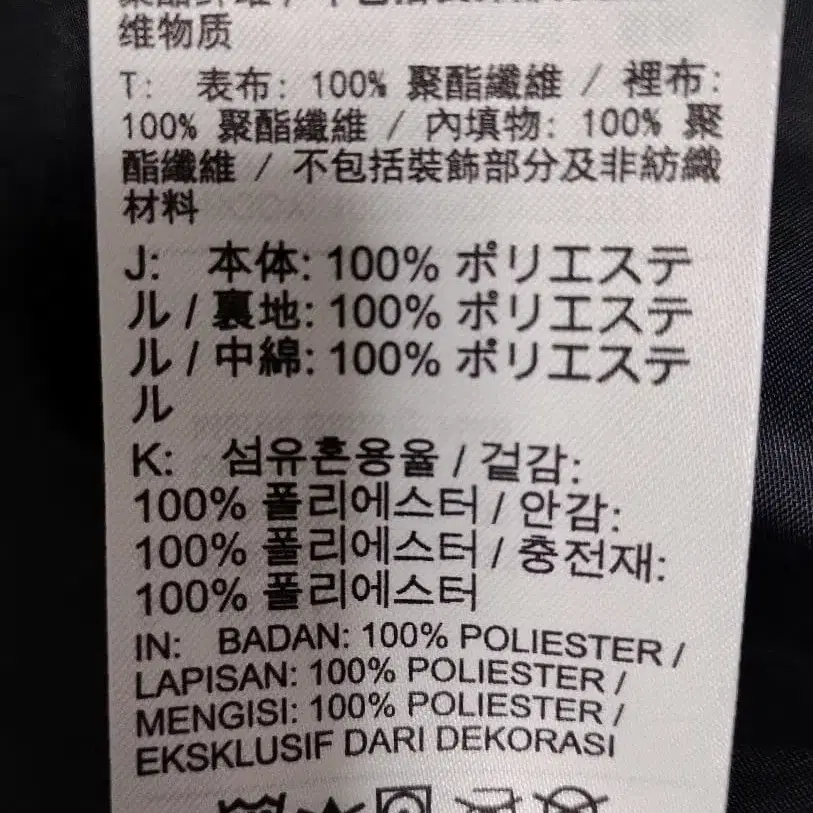 维物质
T: 表布: 100% 聚酯纖維 / 裡布:
100% 聚酯纖維 / 內填物: 100% 聚
酯纖維 / 不包括裝飾部分及非紡織
材料
J: 本体: 100% ポリエステ
ル / 裏地: 100% ポリエステ
ル / 中綿: 100% ポリエステ
ル
K: 섬유혼용율 / 겉감:
100% 폴리에스터 / 안감:
100% 폴리에스터 / 충전재:
100% 폴리에스터
IN: BADAN: 100% POLIESTER /
LAPISAN: 100% POLIESTER /
MENGISI: 100% POLIESTER /
EKSKLUSIF DARI DEKORASI